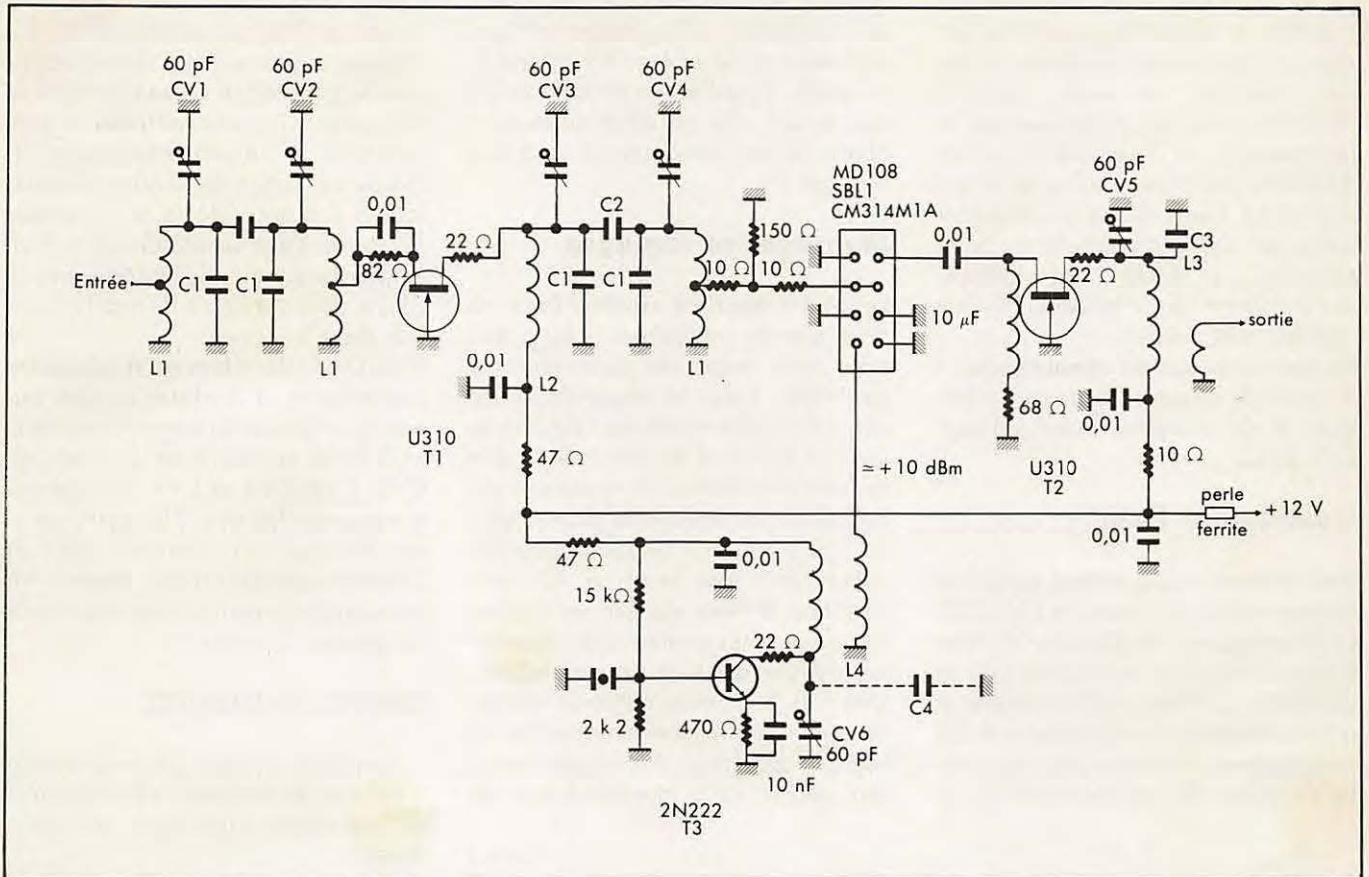 60 pF
CV1
60 pF
CV2
60 pF
CV3
60 pF
CV4
MD108
SBL1
CM314M1A
60 pF
CV5
0,01
82 Ω
22 Ω
C2
150 Ω
10 Ω
10 Ω
0,01
22 Ω
C3
L3
Entrée
C1
C1
C1
C1
10 µF
sortie
L1
L1
L1
0,01
L2
68 Ω
0,01
U310
T1
47 Ω
≃ +10 dBm
U310
T2
10 Ω
perle
ferrite
+ 12 V
0,01
47 Ω
0,01
15 kΩ
22 Ω
L4
C4
2 k 2
470 Ω
CV6
60 pF
10 nF
2N222
T3